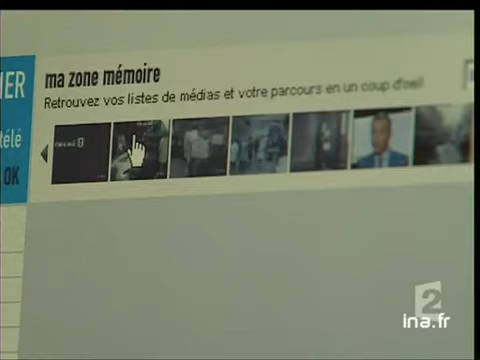 IER
ma zone mémoire
Retrouvez vos listes de médias et votre parcours en un coup d'oeil
télé
OK
2
ina.fr